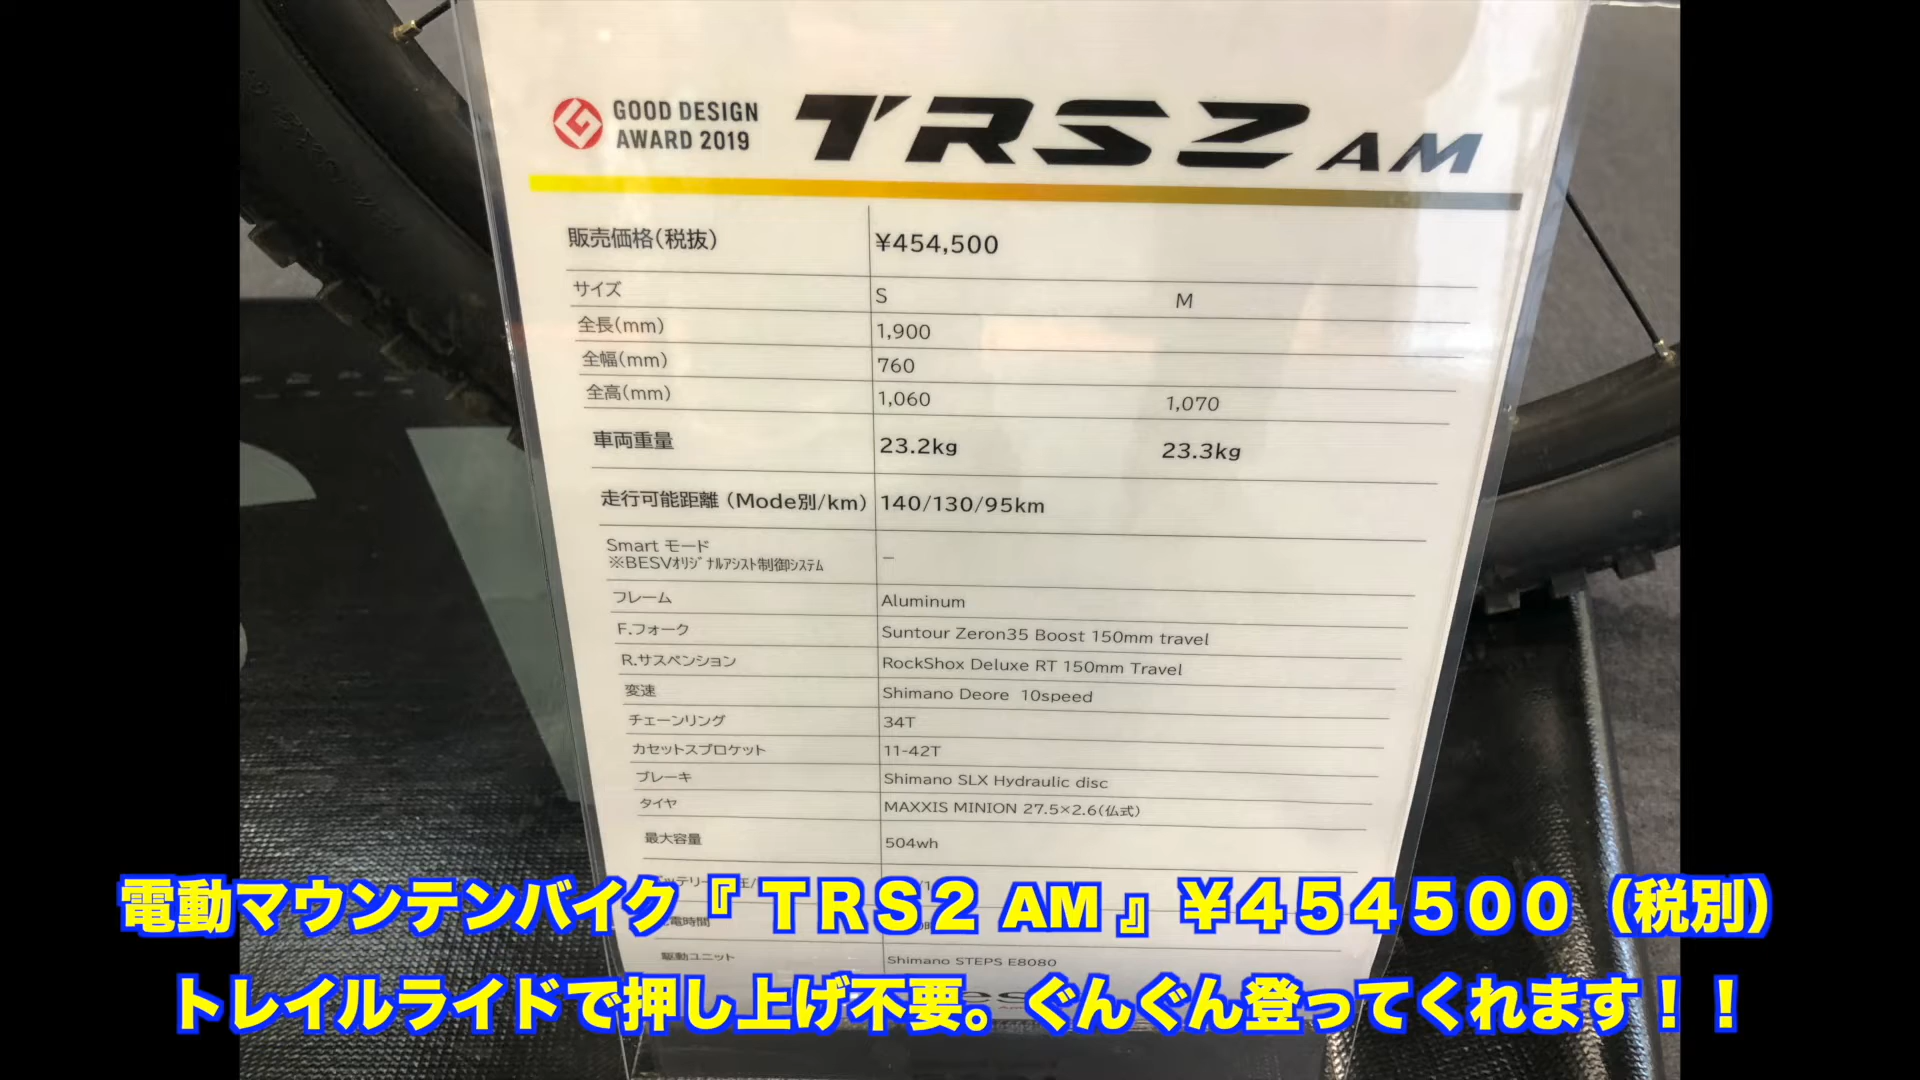 GOOD DESIGN
AWARD 2019
TRS2 AM
販売価格(税抜) ¥454,500
サイズ S M
全長(mm) 1,900
全幅(mm) 760
全高(mm) 1,060 1,070
車両重量 23.2kg 23.3kg
走行可能距離 (Mode別/km) 140/130/95km
Smart モード –
※BESVｵﾘｼﾞﾅﾙｱｼｽﾄ制御ｼｽﾃﾑ
フレーム Aluminum
F.フォーク Suntour Zeron35 Boost 150mm travel
R.サスペンション RockShox Deluxe RT 150mm Travel
変速 Shimano Deore 10speed
チェーンリング 34T
カセットスプロケット 11-42T
ブレーキ Shimano SLX Hydraulic disc
タイヤ MAXXIS MINION 27.5×2.6(仏式)
最大容量 504wh
電動マウンテンバイク『ＴＲＳ２ AM』￥４５４５００（税別）
駆動ユニット Shimano STEPS E8080
トレイルライドで押し上げ不要。ぐんぐん登ってくれます！！